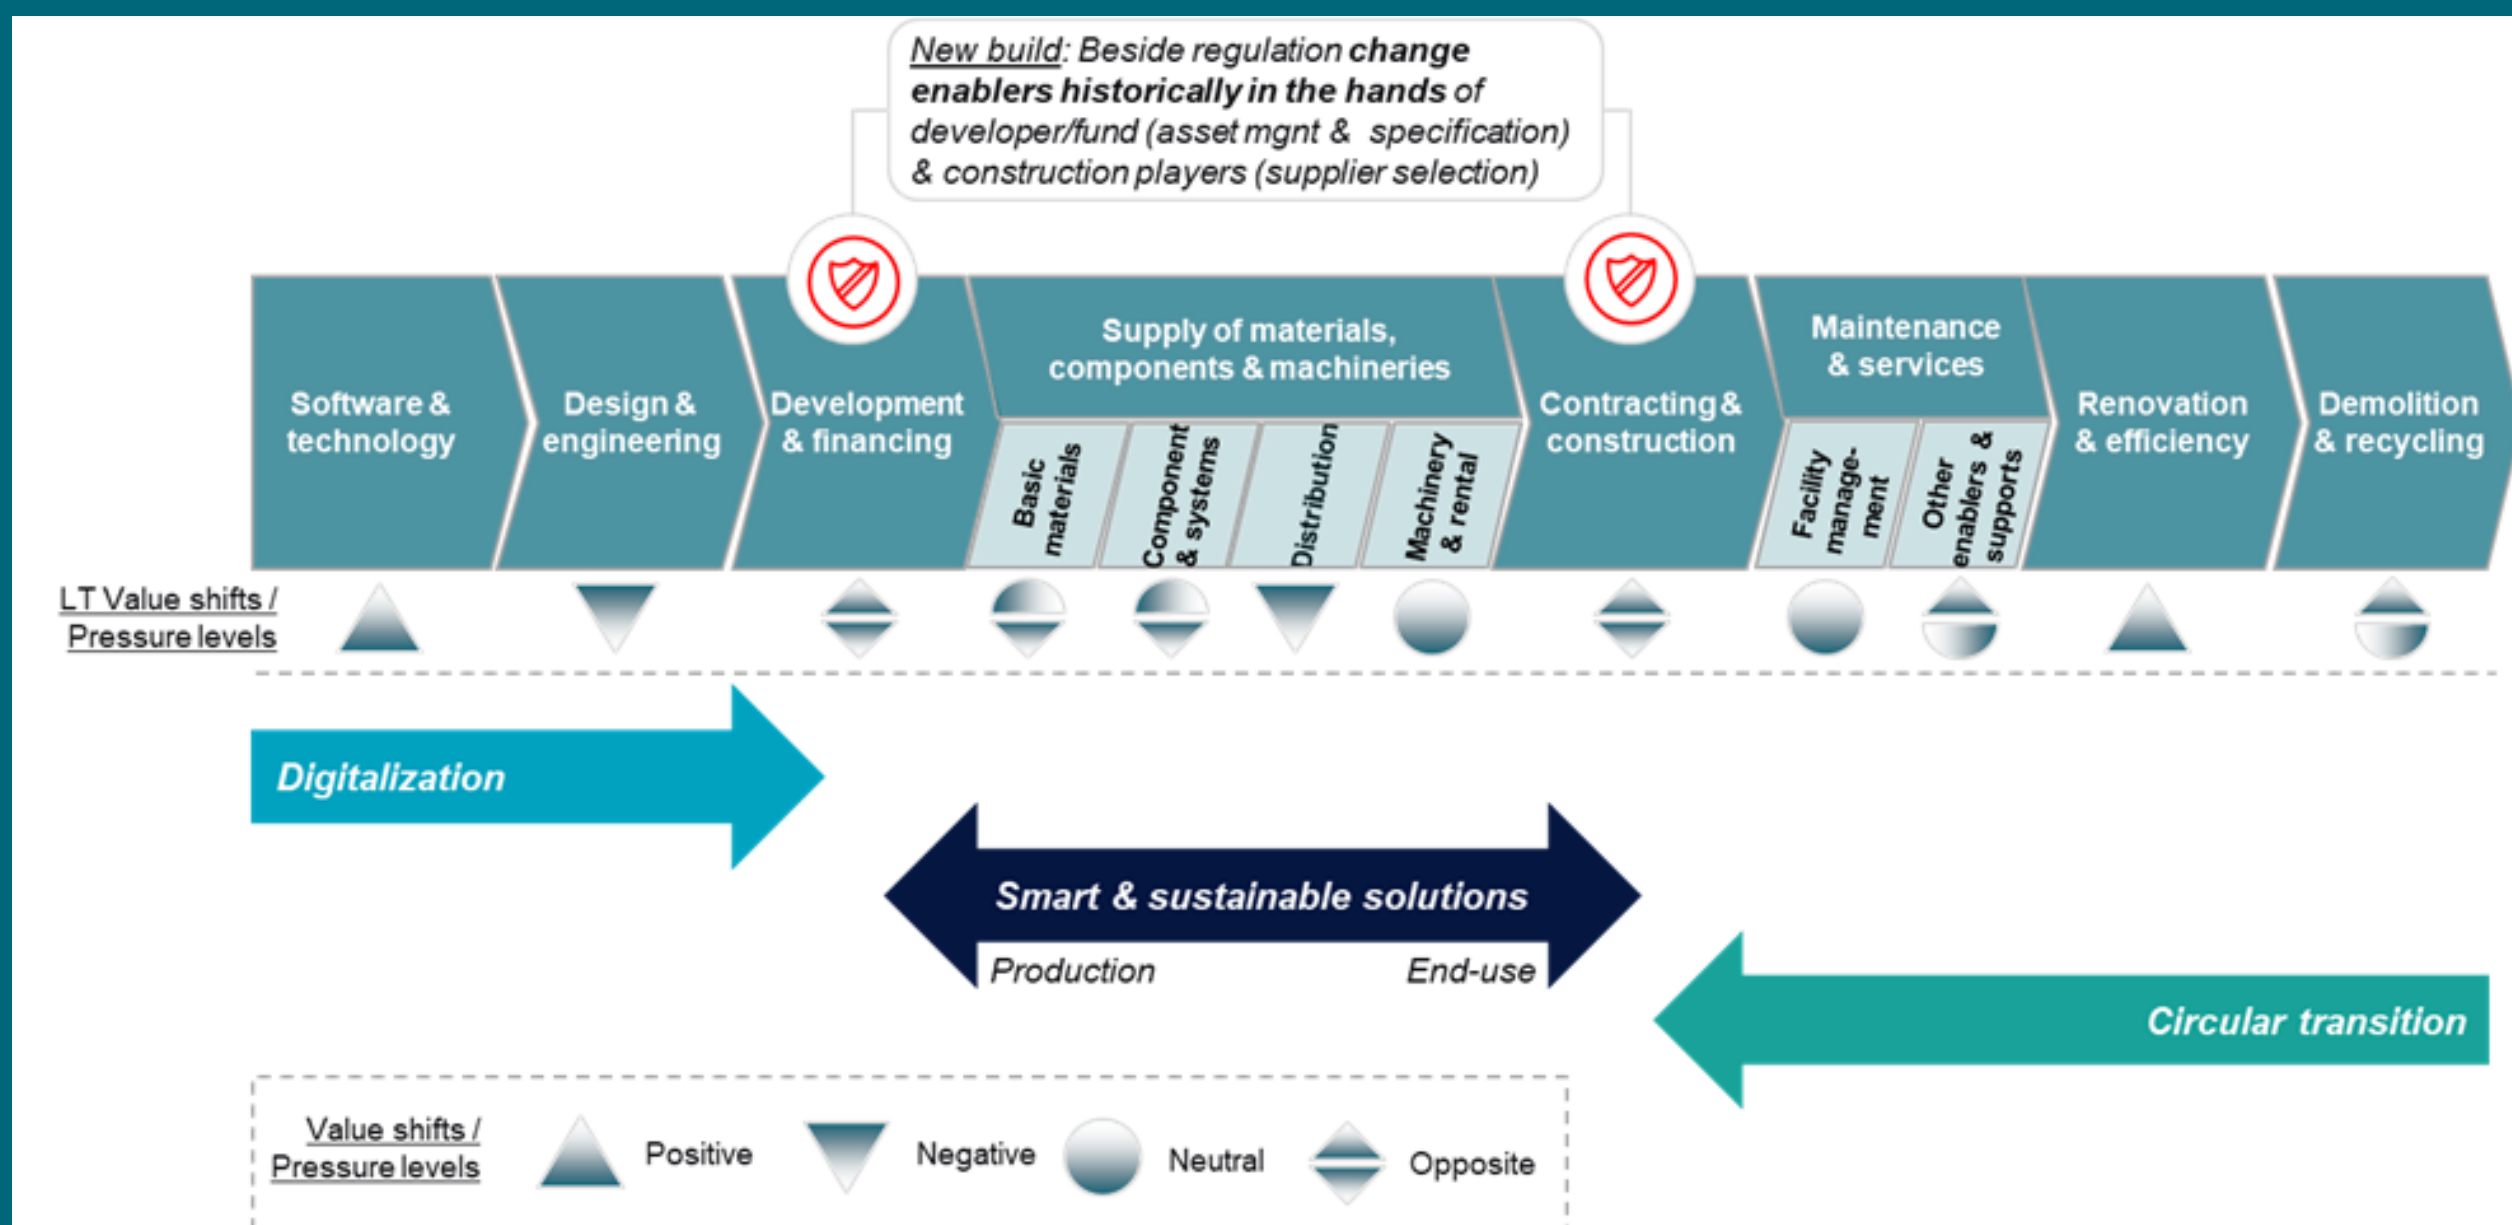 New build: Beside regulation change
enablers historically in the hands of
developer/fund (asset mgnt & specification)
& construction players (supplier selection)
Software &
technology
Design &
engineering
Development
& financing
Supply of materials,
components & machineries
Basic
materials
Component
& systems
Distribution
Machinery
& rental
Contracting &
construction
Maintenance
& services
Facility
manage-
ment
Other
enablers &
supports
Renovation
& efficiency
Demolition
& recycling
LT Value shifts /
Pressure levels
Digitalization
Smart & sustainable solutions
Production
End-use
Circular transition
Value shifts /
Pressure levels
Positive
Negative
Neutral
Opposite